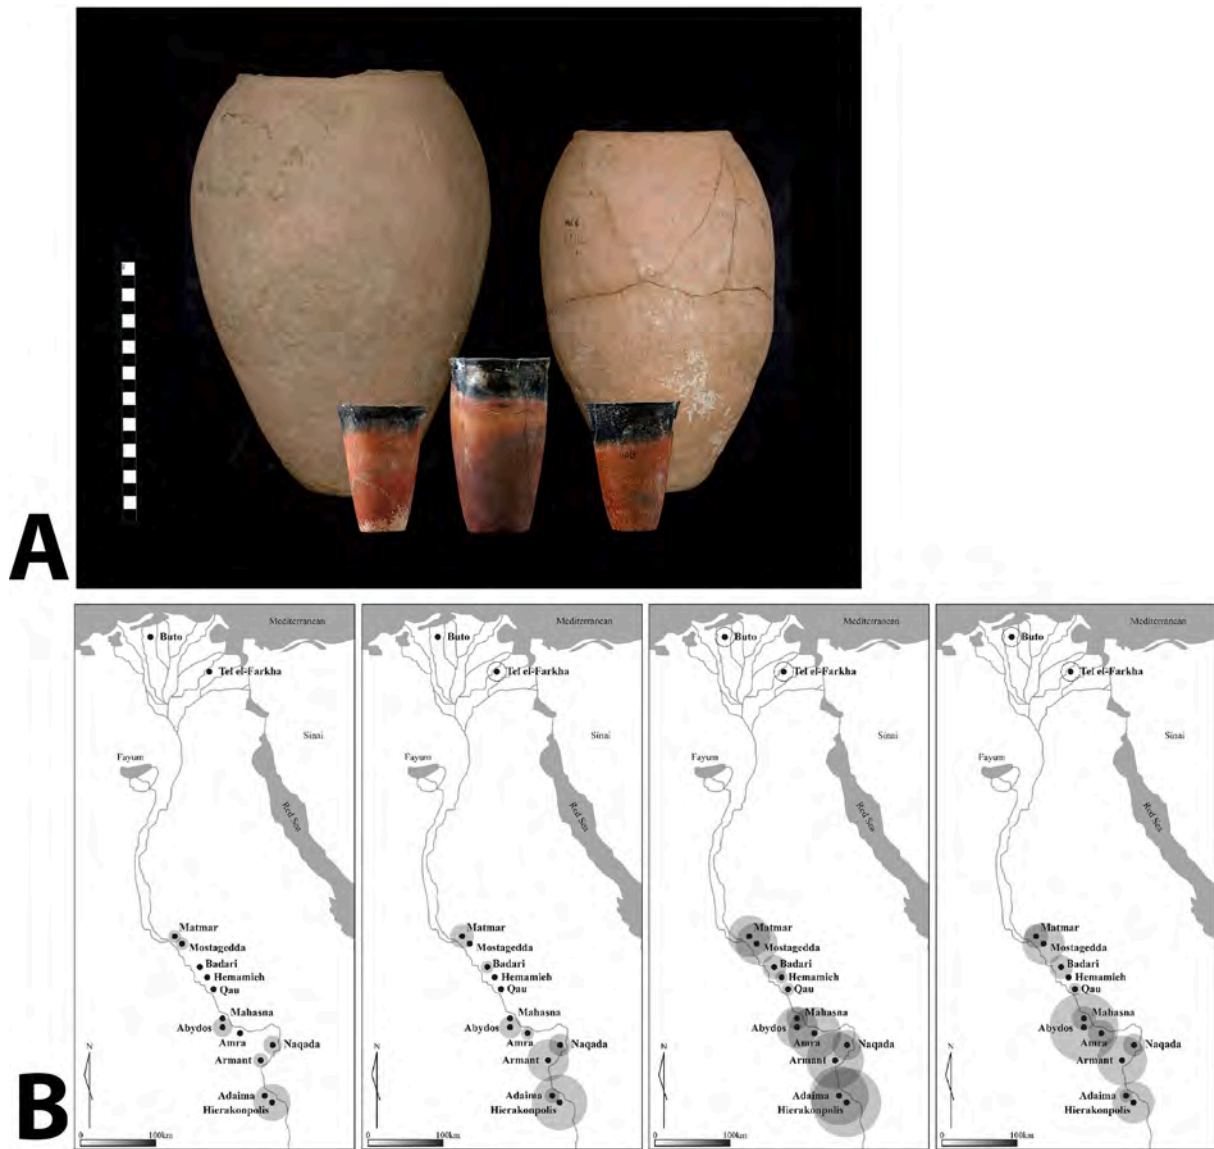 A
B
Mediterranean
Buto
Tel el-Farkha
Sinai
Fayum
Red Sea
Matmar
Mostagedda
Badari
Hemamieh
Qau
Mahasna
Abydos
Amra
Naqada
Armant
Adaima
Hierakonpolis
N
0 100km
Mediterranean
Buto
Tel el-Farkha
Sinai
Fayum
Red Sea
Matmar
Mostagedda
Badari
Hemamieh
Qau
Mahasna
Abydos
Amra
Naqada
Armant
Adaima
Hierakonpolis
N
0 100km
Mediterranean
Buto
Tel el-Farkha
Sinai
Fayum
Red Sea
Matmar
Mostagedda
Badari
Hemamieh
Qau
Mahasna
Abydos
Amra
Naqada
Armant
Adaima
Hierakonpolis
N
0 100km
Mediterranean
Buto
Tel el-Farkha
Sinai
Fayum
Red Sea
Matmar
Mostagedda
Badari
Hemamieh
Qau
Mahasna
Abydos
Amra
Naqada
Armant
Adaima
Hierakonpolis
N
0 100km